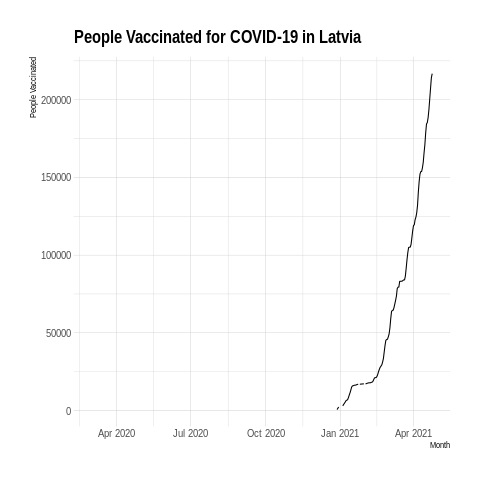 People Vaccinated for COVID-19 in Latvia
People Vaccinated
200000
150000
100000
50000
0
Apr 2020 Jul 2020 Oct 2020 Jan 2021 Apr 2021
Month